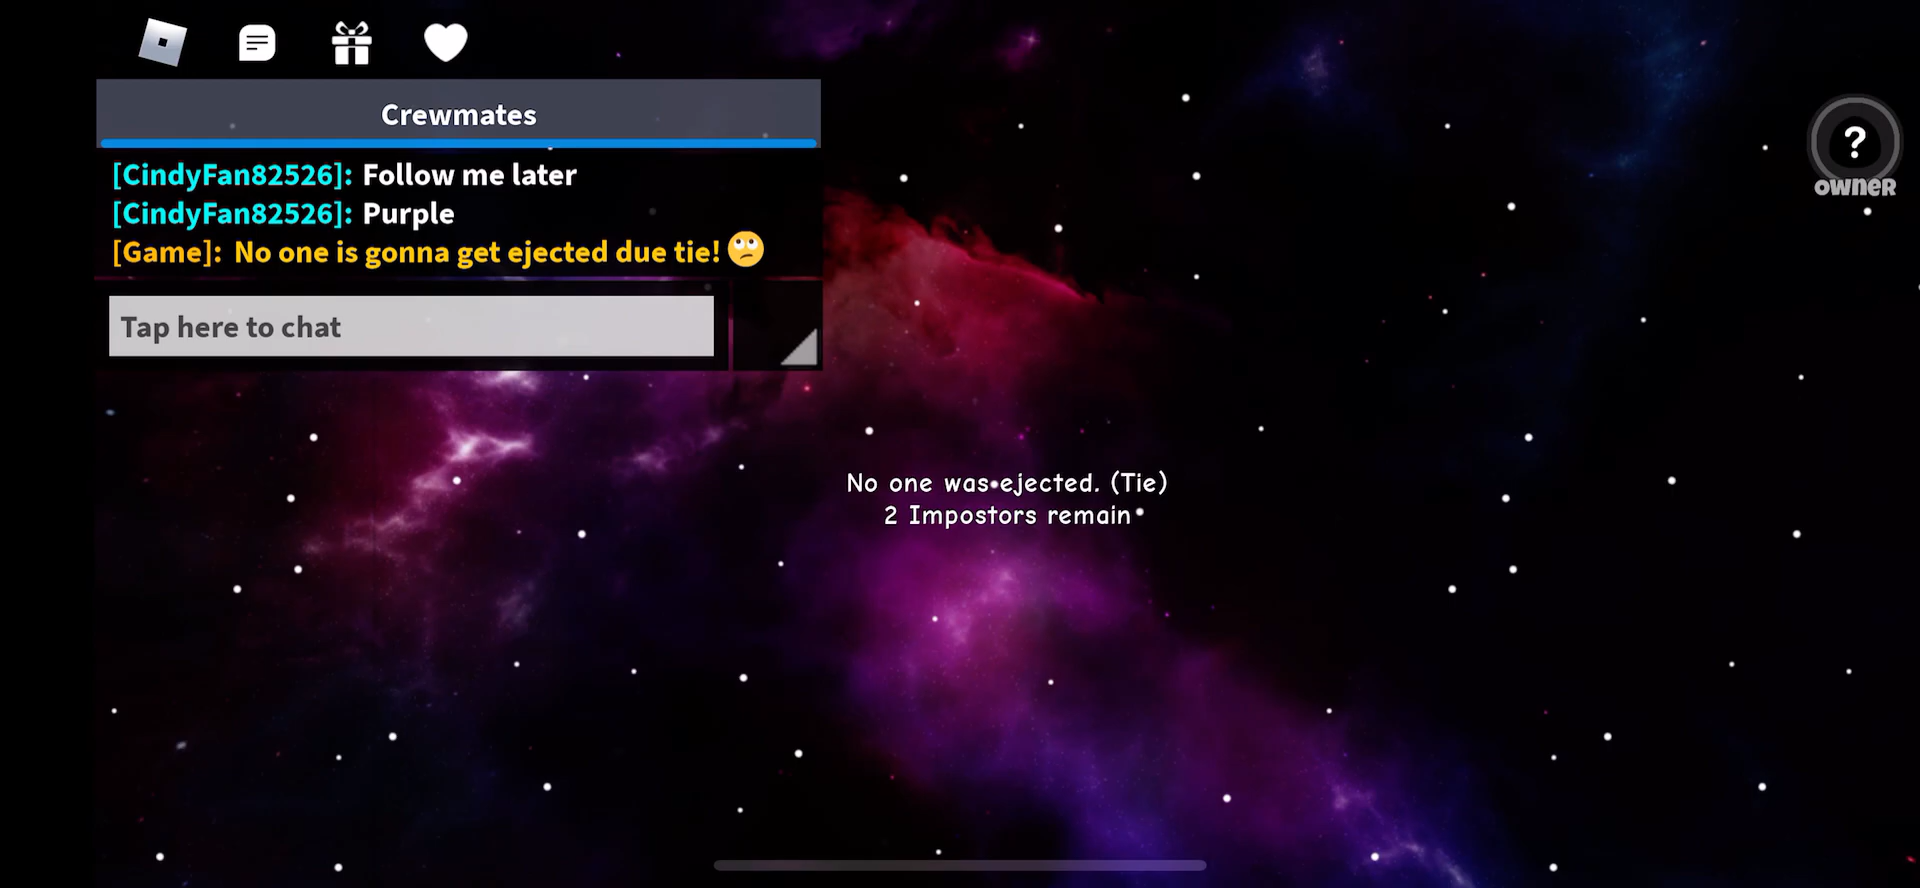 Crewmates
[CindyFan82526]: Follow me later
[CindyFan82526]: Purple
[Game]: No one is gonna get ejected due tie! 🙄
Tap here to chat
?
OWNER
No one was ejected. (Tie)
2 Impostors remain